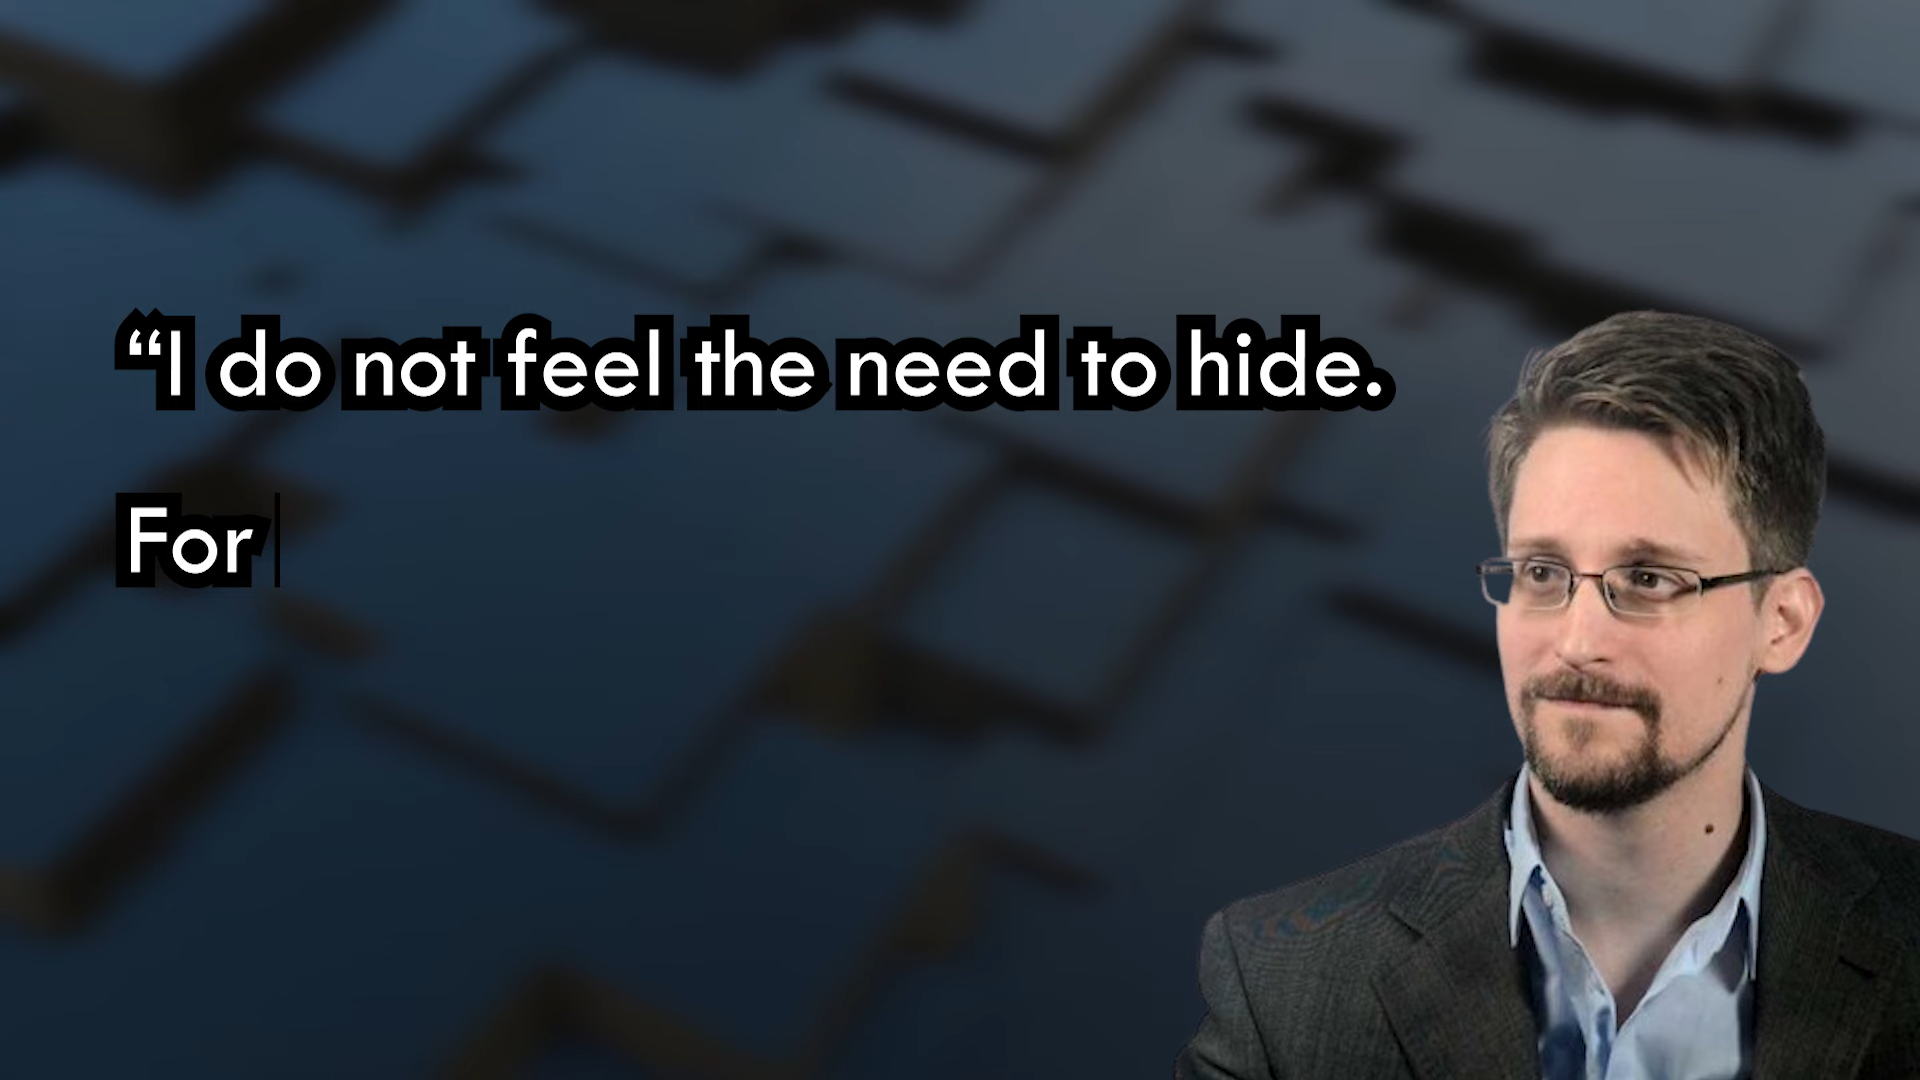 “I do not feel the need to hide.
For